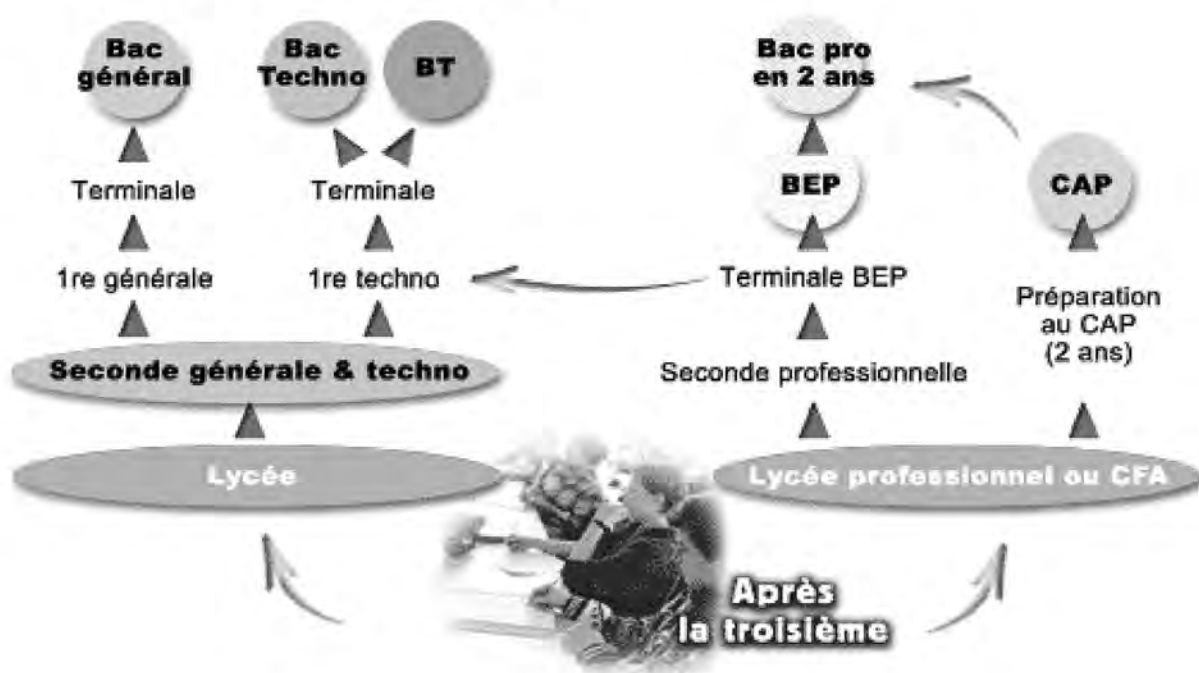 Bac
général
Bac
Techno
BT
Bac pro
en 2 ans
Terminale
Terminale
BEP
CAP
1re générale
1re techno
Terminale BEP
Préparation
au CAP
(2 ans)
Seconde générale & techno
Seconde professionnelle
Lycée
Lycée professionnel ou CFA
Après
la troisième